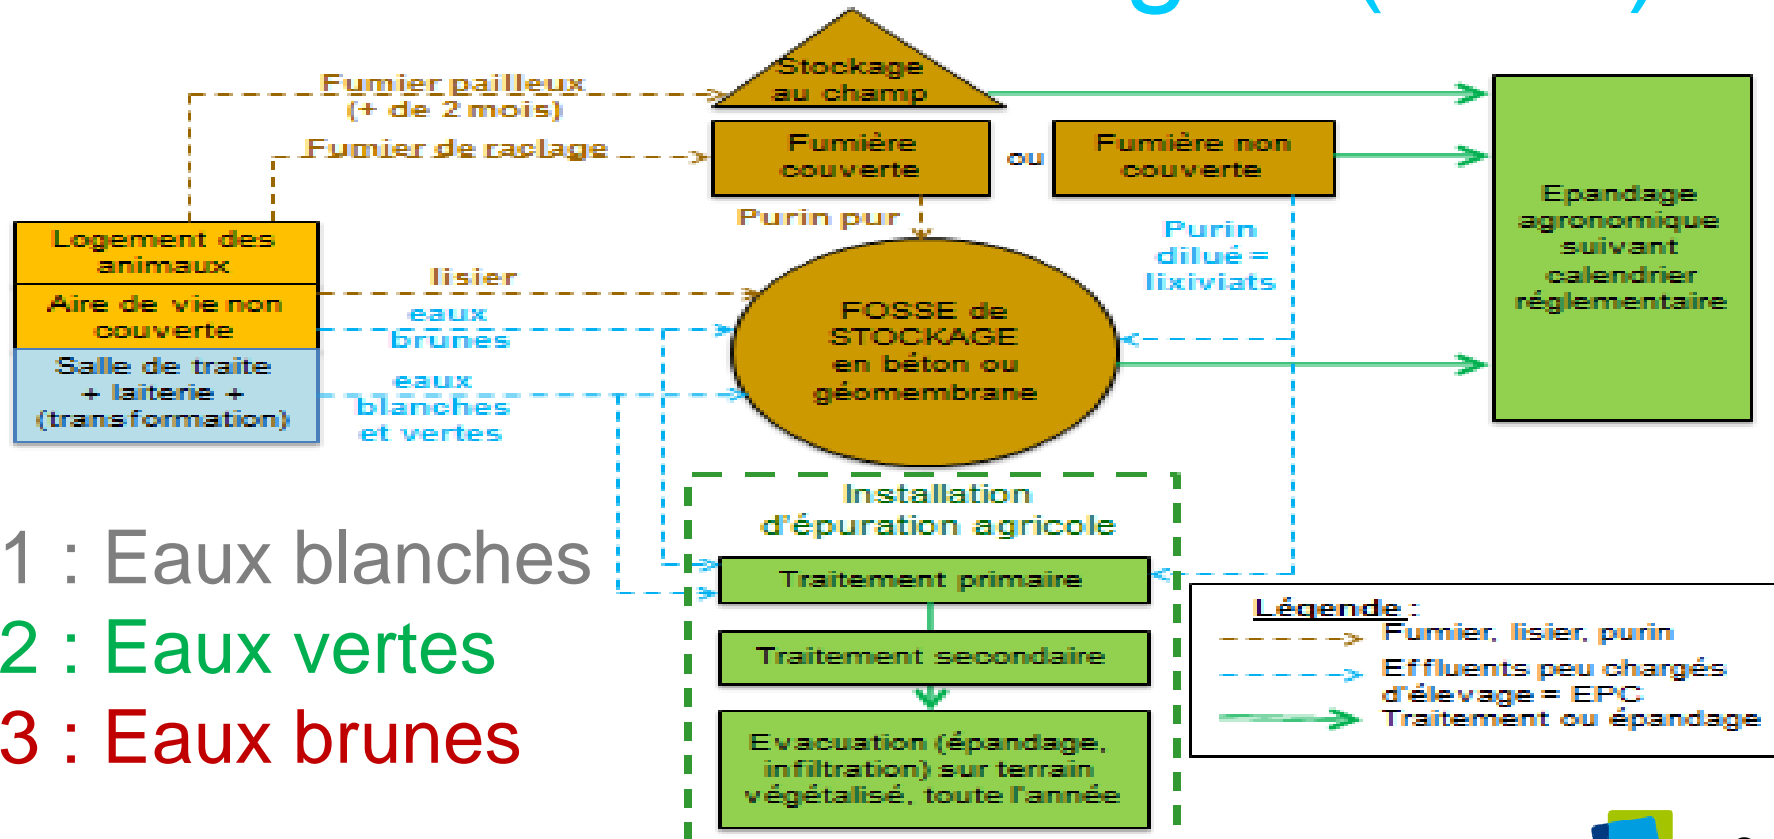 Stockage
au champ
Fumier pailleux
(+ de 2 mois)
Fumier de raclage
Fumière
couverte
ou
Fumière non
couverte
Epandage
agronomique
suivant
calendrier
réglementaire
Purin pur
Purin
dilué =
lixiviats
Logement des
animaux
Aire de vie non
couverte
Salle de traite
+ laiterie +
(transformation)
lisier
eaux
brunes
eaux
blanches
et vertes
FOSSE de
STOCKAGE
en béton ou
géomembrane
Installation
d'épuration agricole
Traitement primaire
Traitement secondaire
Evacuation (épandage,
infiltration) sur terrain
végétalisé, toute l'année
1 : Eaux blanches
2 : Eaux vertes
3 : Eaux brunes
Légende :
Fumier, lisier, purin
Effluents peu chargés
d'élevage = EPC
Traitement ou épandage